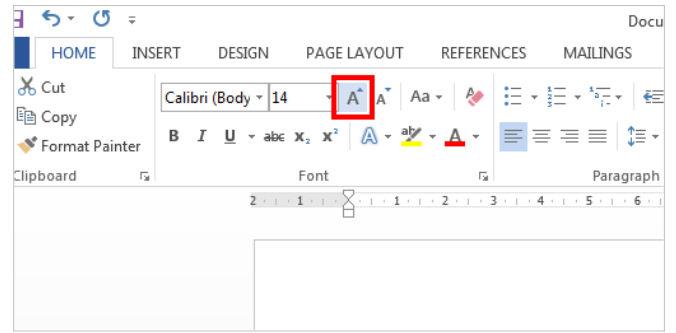 Docu
HOME INSERT DESIGN PAGE LAYOUT REFERENCES MAILINGS
Cut
Calibri (Body 14 A A Aa
Copy
B I U abc X₂ X² A ab A
Format Painter
Clipboard Font Paragraph
2 1 1 2 3 4 5 6